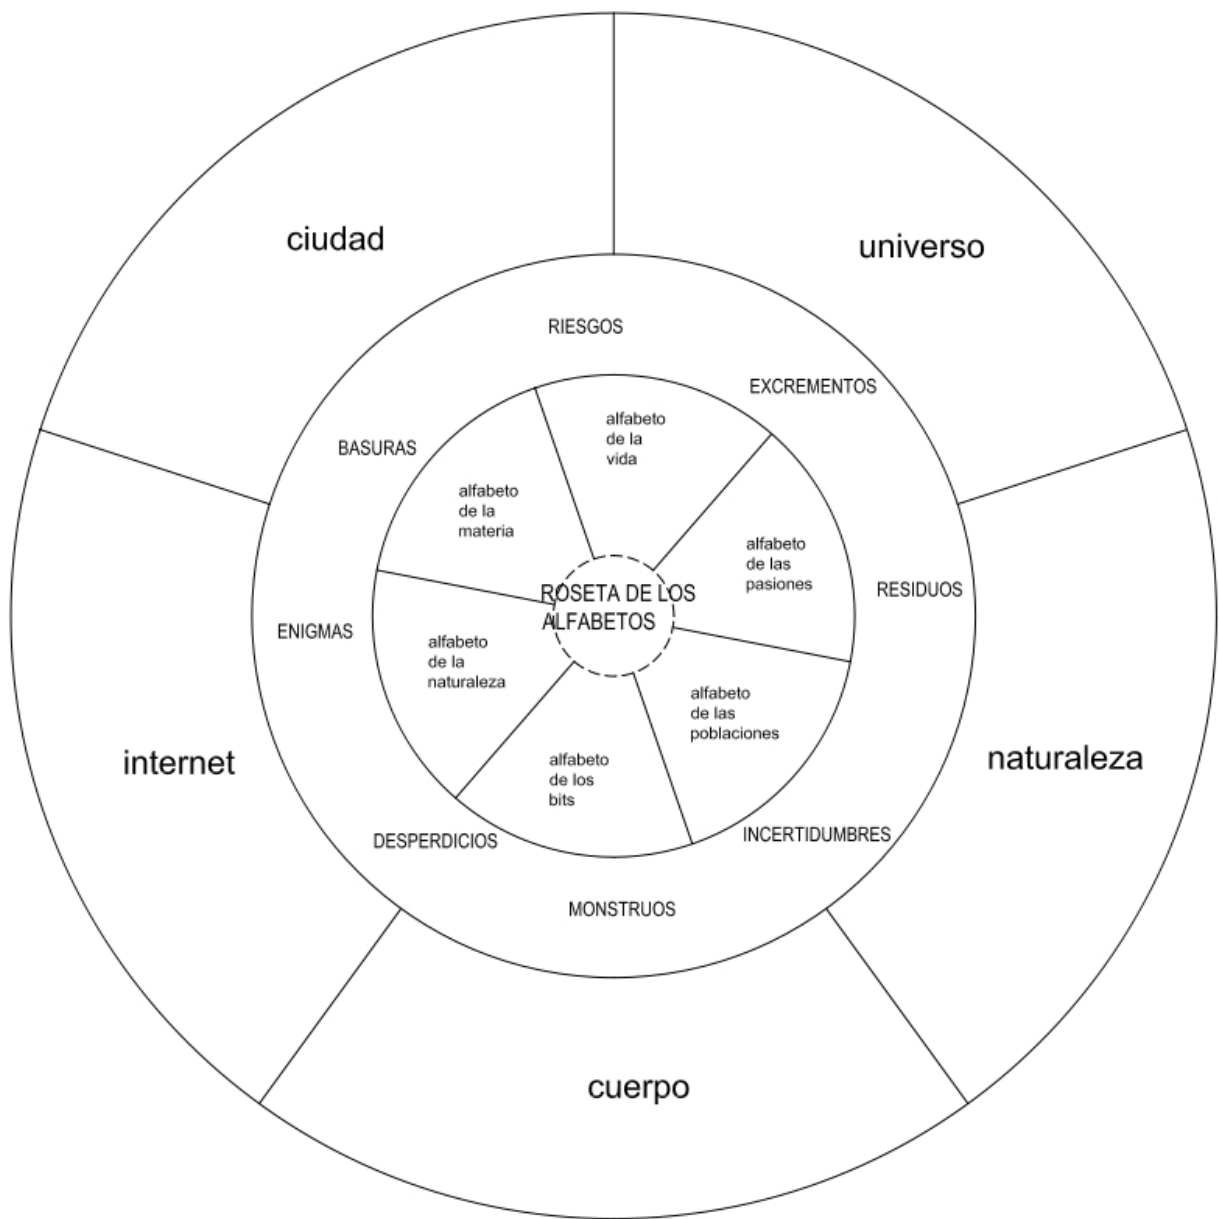 ciudad
universo
RIESGOS
EXCREMENTOS
BASURAS
alfabeto
de la
vida
alfabeto
de la
materia
alfabeto
de las
pasiones
RESIDUOS
ROSETA DE LOS
ALFABETOS
ENIGMAS
alfabeto
de la
naturaleza
alfabeto
de las
poblaciones
internet
naturaleza
alfabeto
de los
bits
DESPERDICIOS
INCERTIDUMBRES
MONSTRUOS
cuerpo